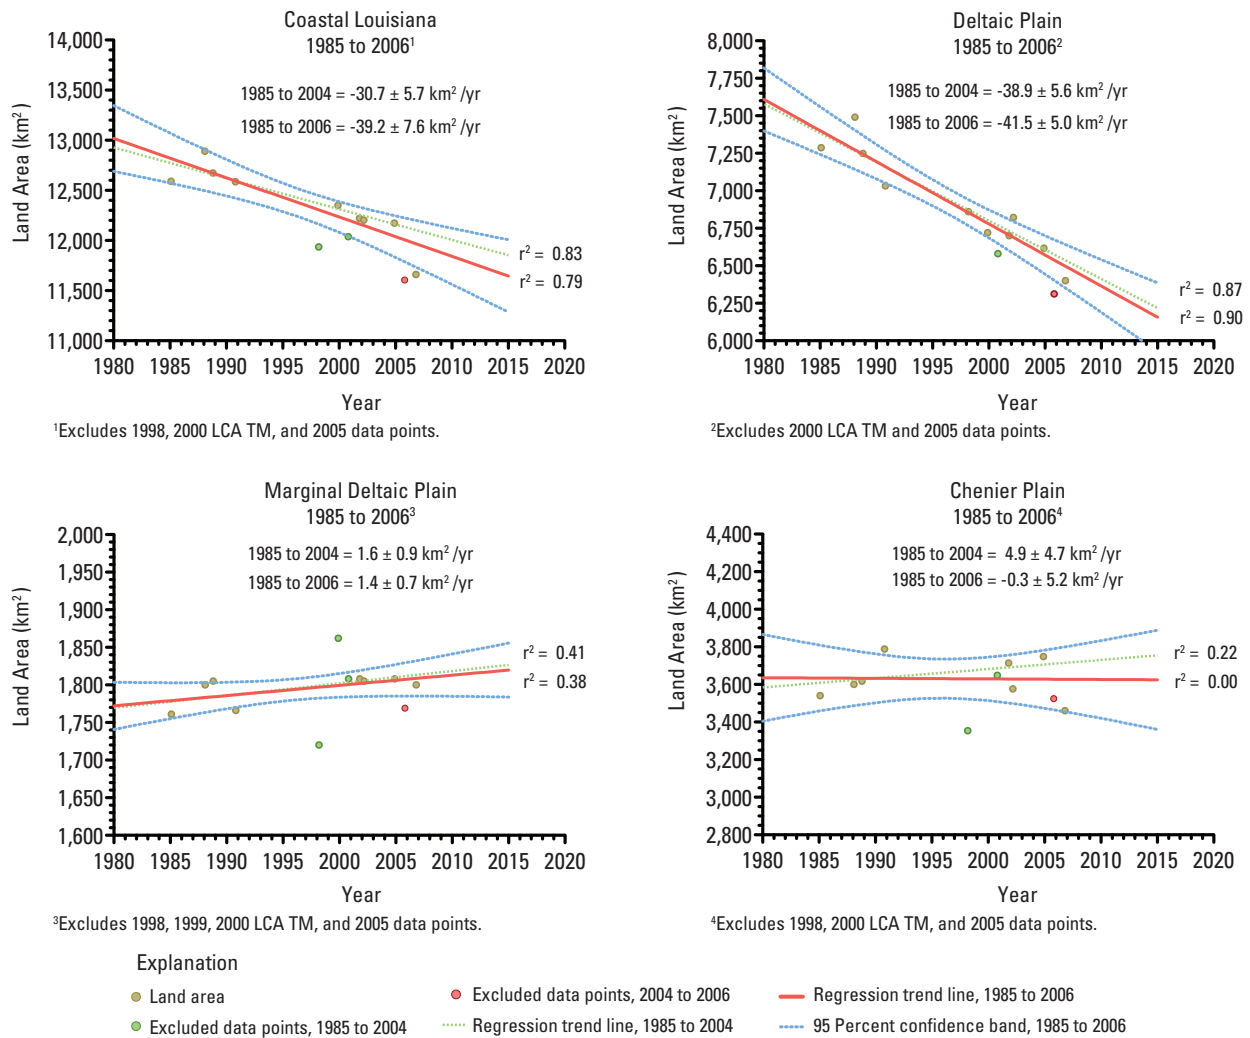 Coastal Louisiana
1985 to 2006¹
1985 to 2004 = -30.7 ± 5.7 km² /yr
1985 to 2006 = -39.2 ± 7.6 km² /yr
Land Area (km²)
14,000
13,500
13,000
12,500
12,000
11,500
11,000
r² = 0.83
r² = 0.79
1980 1985 1990 1995 2000 2005 2010 2015 2020
Year
¹Excludes 1998, 2000 LCA TM, and 2005 data points.
Deltaic Plain
1985 to 2006²
1985 to 2004 = -38.9 ± 5.6 km² /yr
1985 to 2006 = -41.5 ± 5.0 km² /yr
Land Area (km²)
8,000
7,750
7,500
7,250
7,000
6,750
6,500
6,250
6,000
r² = 0.87
r² = 0.90
1980 1985 1990 1995 2000 2005 2010 2015 2020
Year
²Excludes 2000 LCA TM and 2005 data points.
Marginal Deltaic Plain
1985 to 2006³
1985 to 2004 = 1.6 ± 0.9 km² /yr
1985 to 2006 = 1.4 ± 0.7 km² /yr
Land Area (km²)
2,000
1,950
1,900
1,850
1,800
1,750
1,700
1,650
1,600
r² = 0.41
r² = 0.38
1980 1985 1990 1995 2000 2005 2010 2015 2020
Year
³Excludes 1998, 1999, 2000 LCA TM, and 2005 data points.
Chenier Plain
1985 to 2006⁴
1985 to 2004 = 4.9 ± 4.7 km² /yr
1985 to 2006 = -0.3 ± 5.2 km² /yr
Land Area (km²)
4,400
4,200
4,000
3,800
3,600
3,400
3,200
3,000
2,800
r² = 0.22
r² = 0.00
1980 1985 1990 1995 2000 2005 2010 2015 2020
Year
⁴Excludes 1998, 2000 LCA TM, and 2005 data points.
Explanation
Land area
Excluded data points, 1985 to 2004
Excluded data points, 2004 to 2006
Regression trend line, 1985 to 2004
Regression trend line, 1985 to 2006
95 Percent confidence band, 1985 to 2006